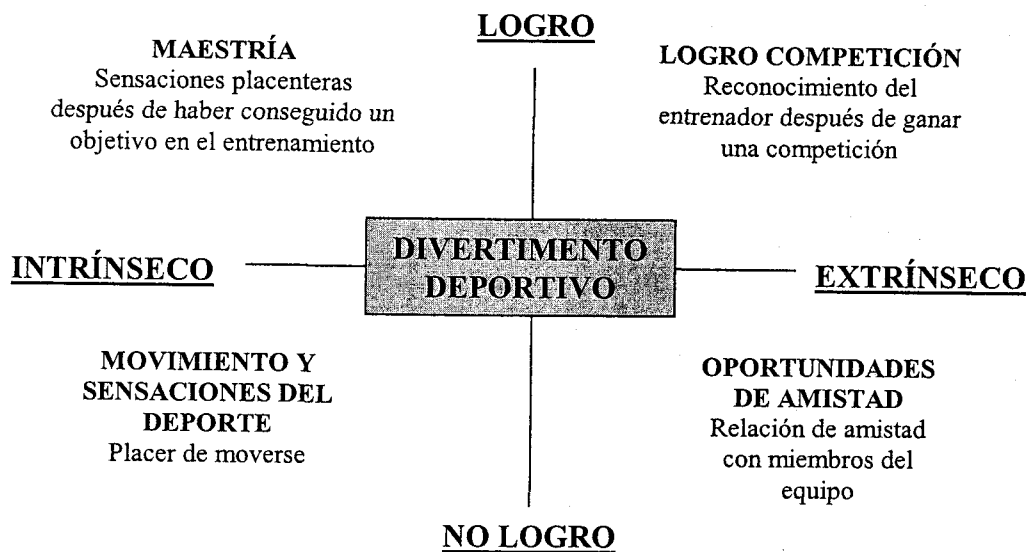 LOGRO
MAESTRÍA
Sensaciones placenteras
después de haber conseguido un
objetivo en el entrenamiento
LOGRO COMPETICIÓN
Reconocimiento del
entrenador después de ganar
una competición
INTRÍNSECO
DIVERTIMENTO
DEPORTIVO
EXTRÍNSECO
MOVIMIENTO Y
SENSACIONES DEL
DEPORTE
Placer de moverse
OPORTUNIDADES
DE AMISTAD
Relación de amistad
con miembros del
equipo
NO LOGRO